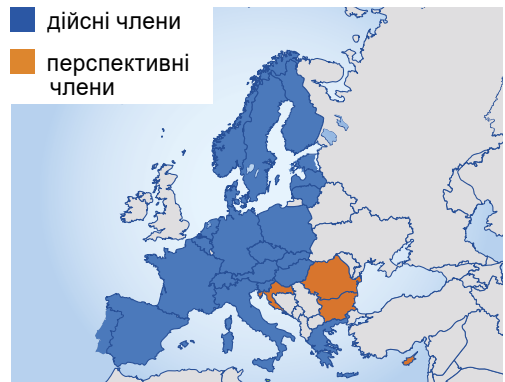 дійсні члени
перспективні
члени